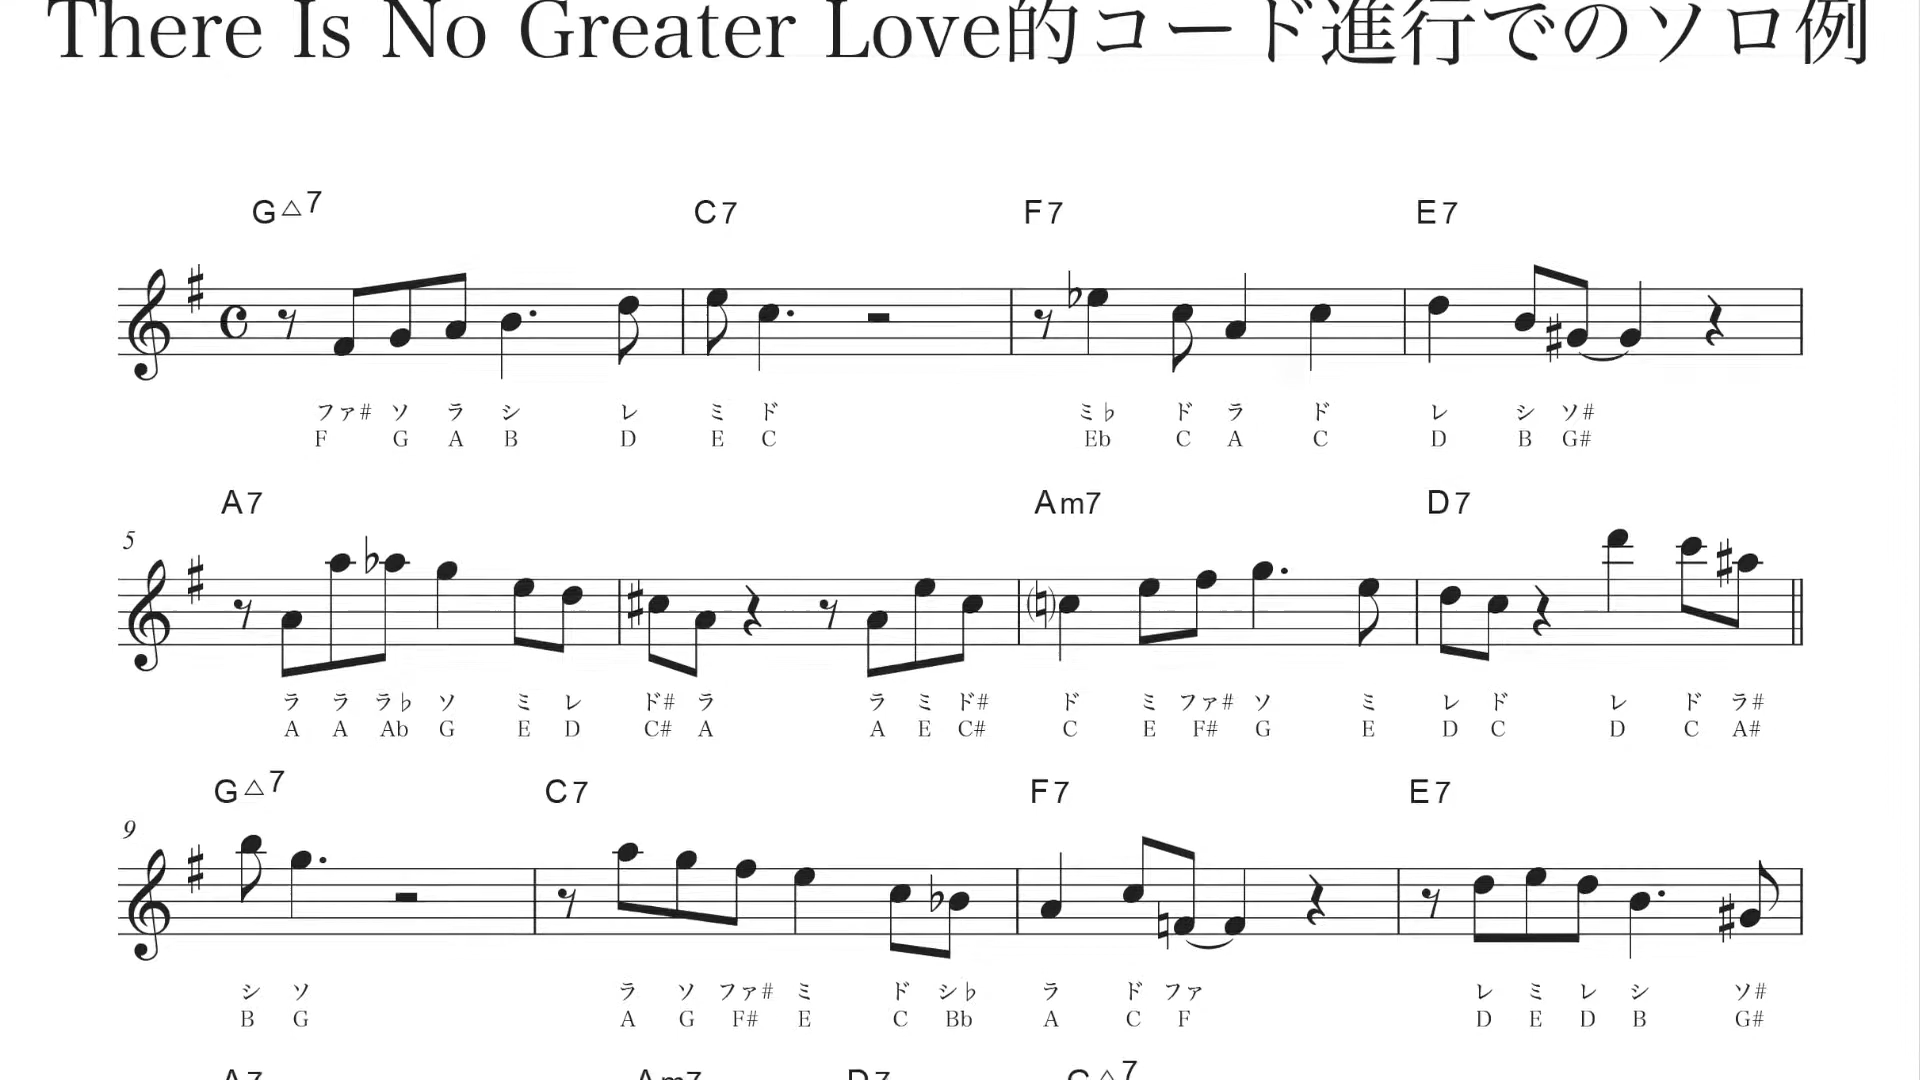 There Is No Greater Love的コード進行でのソロ例
G△7 C7 F7 E7
ファ# ソ ラ シ レ ミ ド ミ♭ ド ラ ド レ シ ソ#
F G A B D E C Eb C A C D B G#
A7 Am7 D7
5
ラ ラ ラ♭ ソ ミ レ ド# ラ ラ ミ ド# ド ミ ファ# ソ ミ レ ド レ ド ラ#
A A Ab G E D C# A A E C# C E F# G E D C D C A#
G△7 C7 F7 E7
9
シ ソ ラ ソ ファ# ミ ド シ♭ ラ ド ファ レ ミ レ シ ソ#
B G A G F# E C Bb A C F D E D B G#
A7 Am7 D7 G△7